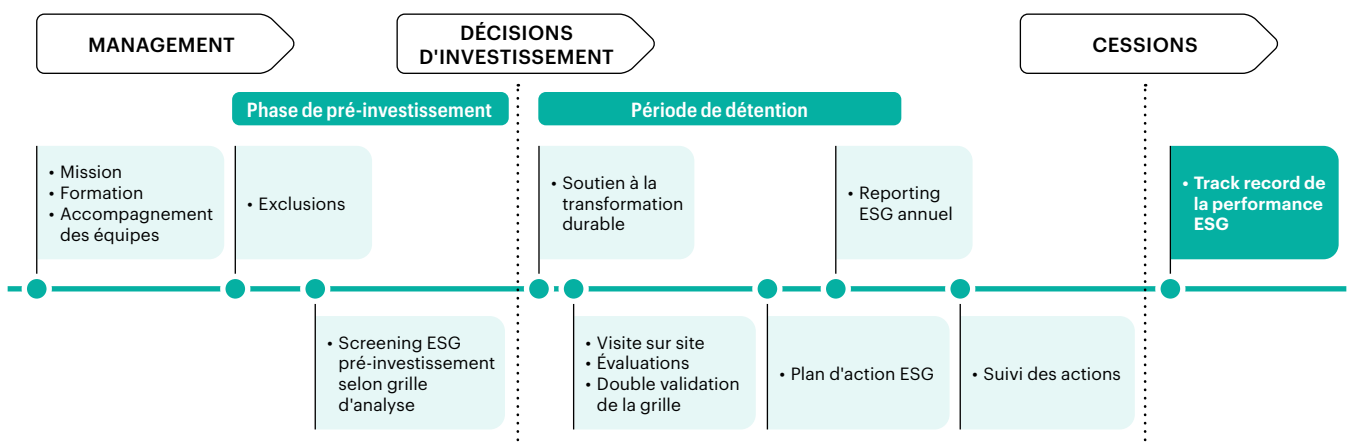 MANAGEMENT
DÉCISIONS
D'INVESTISSEMENT
CESSIONS
Phase de pré-investissement
Période de détention
• Mission
• Formation
• Accompagnement
des équipes
• Exclusions
• Soutien à la
transformation
durable
• Reporting
ESG annuel
• Track record de
la performance
ESG
• Screening ESG
pré-investissement
selon grille
d'analyse
• Visite sur site
• Évaluations
• Double validation
de la grille
• Plan d'action ESG
• Suivi des actions